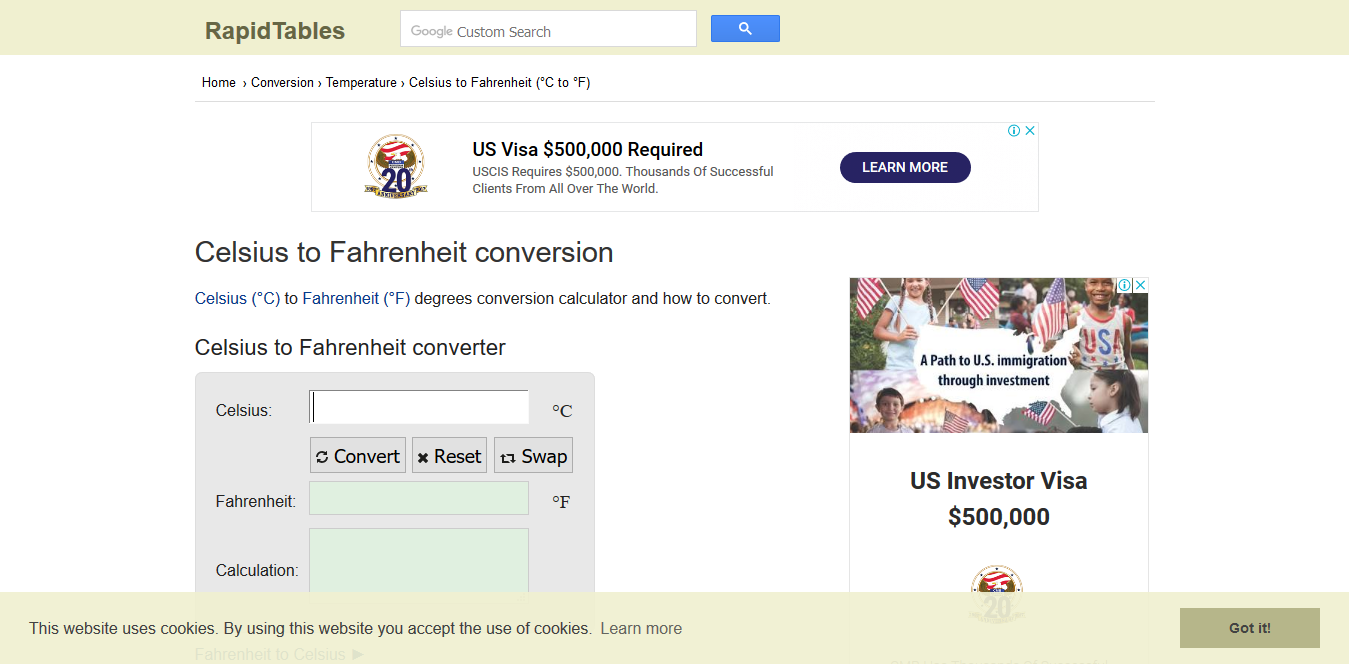 RapidTables
Google Custom Search
Home › Conversion › Temperature › Celsius to Fahrenheit (°C to °F)
US Visa $500,000 Required
USCIS Requires $500,000. Thousands Of Successful
Clients From All Over The World.
LEARN MORE
20
ANNIVERSARY
Celsius to Fahrenheit conversion
Celsius (°C) to Fahrenheit (°F) degrees conversion calculator and how to convert.
Celsius to Fahrenheit converter
Celsius:
°C
Convert
Reset
Swap
Fahrenheit:
°F
Calculation:
USA
A Path to U.S. immigration
through investment
US Investor Visa
$500,000
20
This website uses cookies. By using this website you accept the use of cookies. Learn more
Got it!
Fahrenheit to Celsius ►